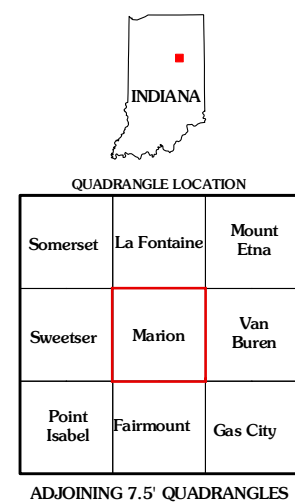 INDIANA
QUADRANGLE LOCATION
Somerset
La Fontaine
Mount
Etna
Sweetser
Marion
Van
Buren
Point
Isabel
Fairmount
Gas City
ADJOINING 7.5' QUADRANGLES